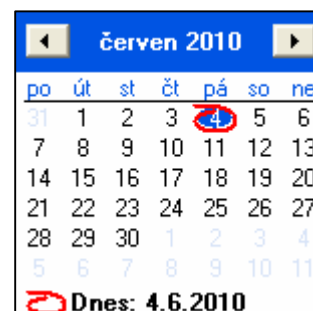 červen 2010
po út st čt pá so ne
31 1 2 3 4 5 6
7 8 9 10 11 12 13
14 15 16 17 18 19 20
21 22 23 24 25 26 27
28 29 30 1 2 3 4
5 6 7 8 9 10 11
Dnes: 4.6.2010